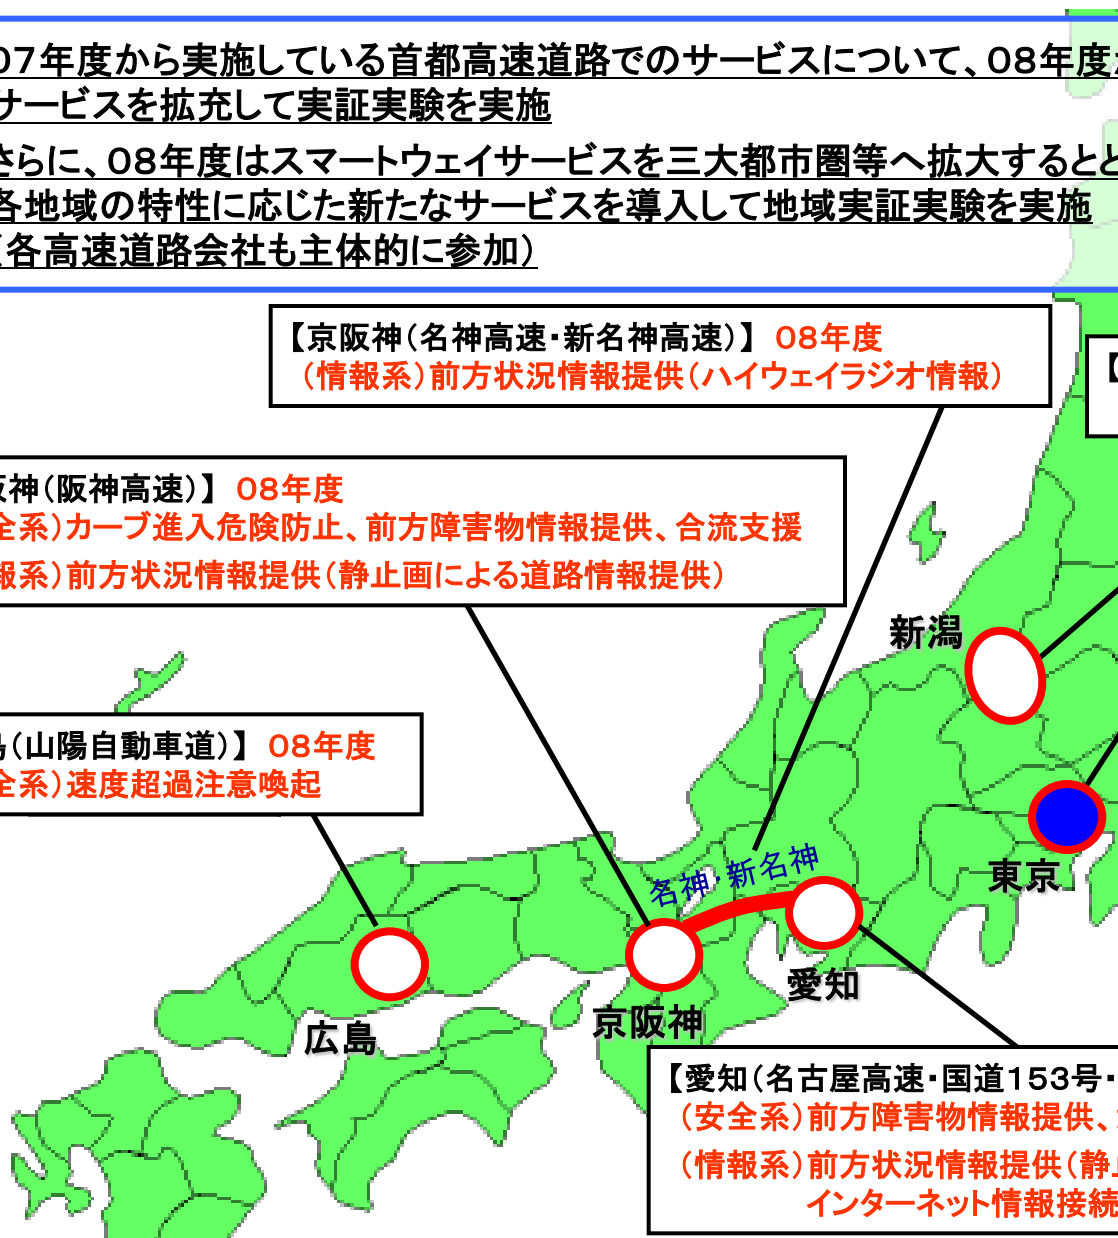 07年度から実施している首都高速道路でのサービスについて、08年度
サービスを拡充して実証実験を実施
さらに、08年度はスマートウェイサービスを三大都市圏等へ拡大するとと
各地域の特性に応じた新たなサービスを導入して地域実証実験を実施
(各高速道路会社も主体的に参加)
【京阪神(名神高速・新名神高速)】 08年度
(情報系)前方状況情報提供(ハイウェイラジオ情報)
【
阪神(阪神高速)】 08年度
全系)カーブ進入危険防止、前方障害物情報提供、合流支援
報系)前方状況情報提供(静止画による道路情報提供)
新潟
島(山陽自動車道)】 08年度
全系)速度超過注意喚起
東京
名神・新名神
愛知
京阪神
広島
【愛知(名古屋高速・国道153号・
(安全系)前方障害物情報提供、
(情報系)前方状況情報提供(静止
インターネット情報接続